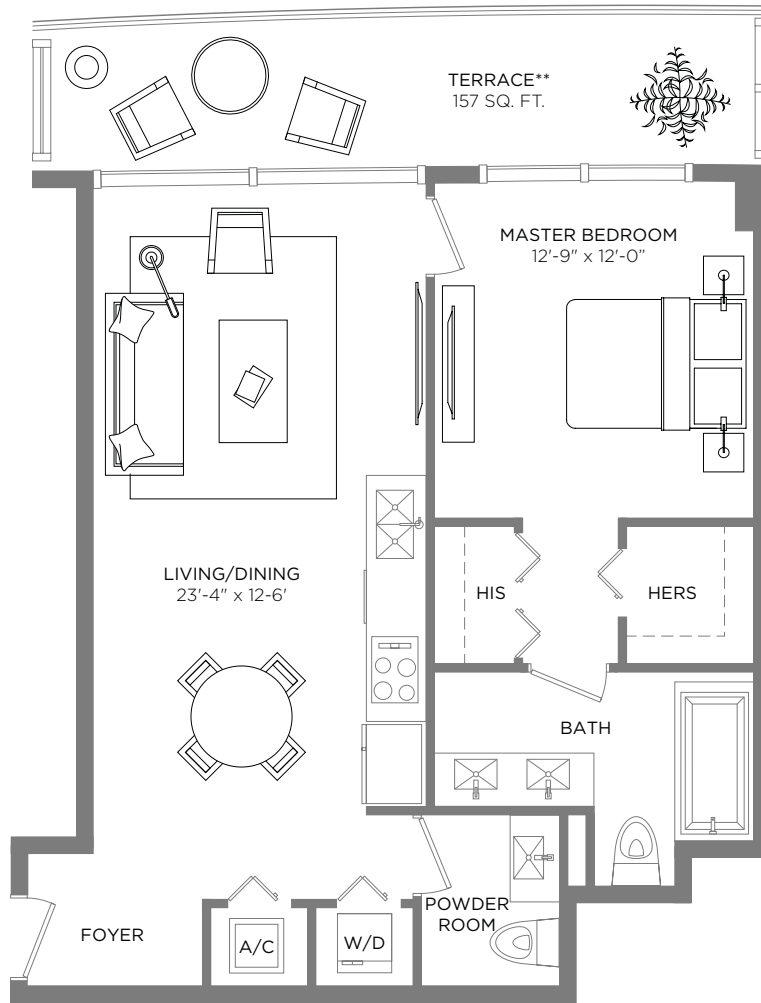 TERRACE**
157 SQ. FT.
MASTER BEDROOM
12'-9" x 12'-0”
LIVING/DINING
23'-4" x 12-6'
HIS
HERS
BATH
POWDER
ROOM
FOYER
A/C
W/D